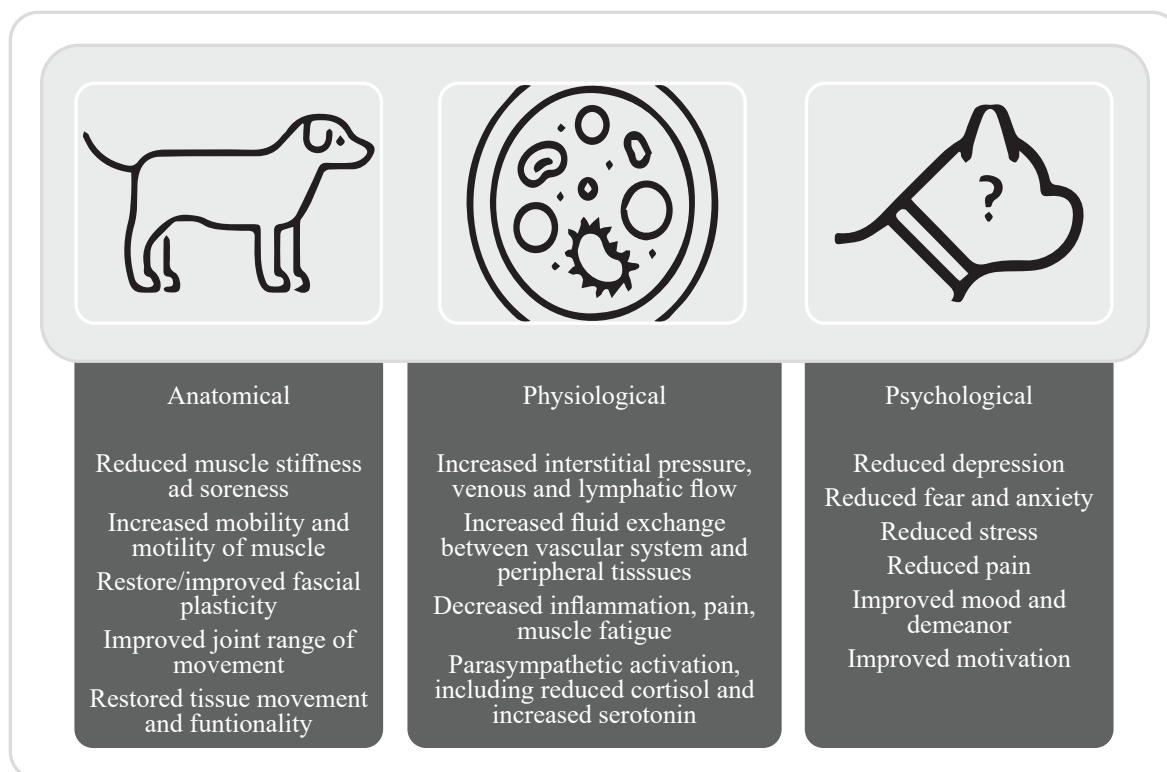 ?
Anatomical
Reduced muscle stiffness
ad soreness
Increased mobility and
motility of muscle
Restore/improved fascial
plasticity
Improved joint range of
movement
Restored tissue movement
and funtionality
Physiological
Increased interstitial pressure,
venous and lymphatic flow
Increased fluid exchange
between vascular system and
peripheral tisssues
Decreased inflammation, pain,
muscle fatigue
Parasympathetic activation,
including reduced cortisol and
increased serotonin
Psychological
Reduced depression
Reduced fear and anxiety
Reduced stress
Reduced pain
Improved mood and
demeanor
Improved motivation